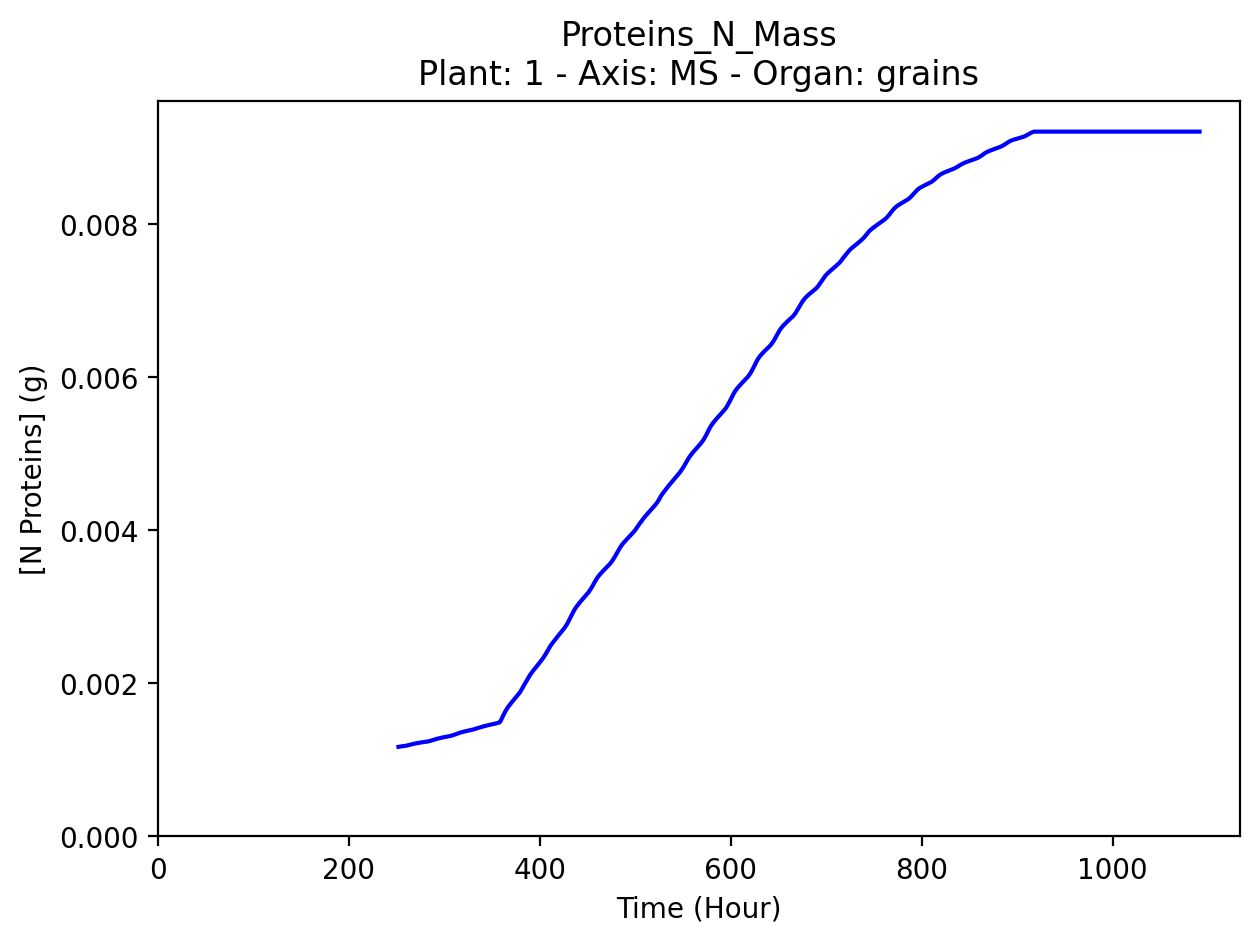 Proteins_N_Mass
Plant: 1 - Axis: MS - Organ: grains
[N Proteins] (g)
0.008
0.006
0.004
0.002
0.000
0 200 400 600 800 1000
Time (Hour)